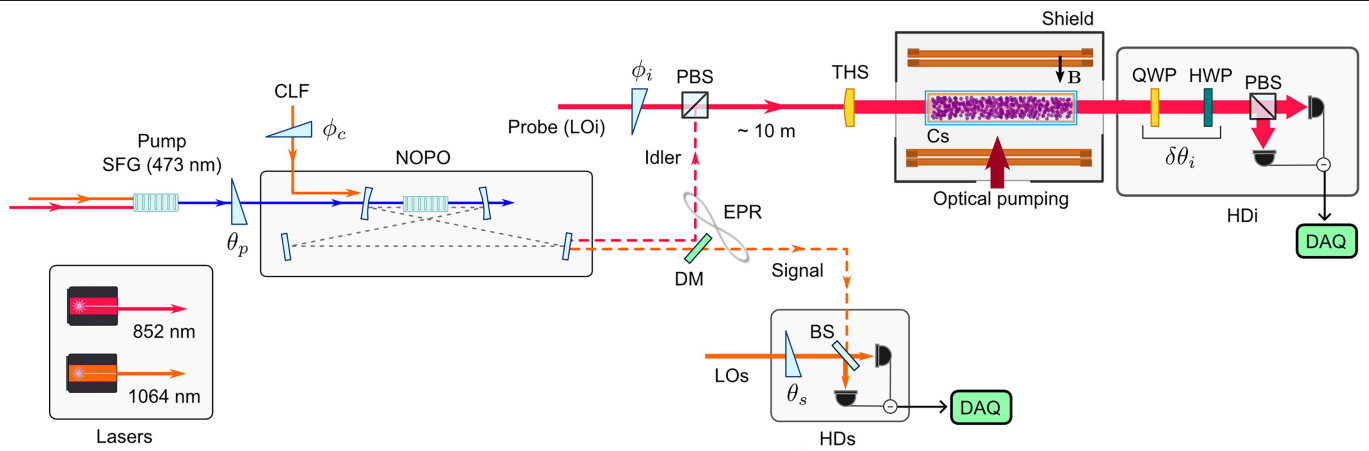 Shield
CLF
ϕc
ϕi
PBS
THS
B
QWP
HWP
PBS
Probe (LOi)
~ 10 m
Cs
δθi
Pump
SFG (473 nm)
NOPO
Idler
Optical pumping
HDi
θp
EPR
DAQ
DM
Signal
852 nm
BS
LOs
1064 nm
θs
DAQ
Lasers
HDs